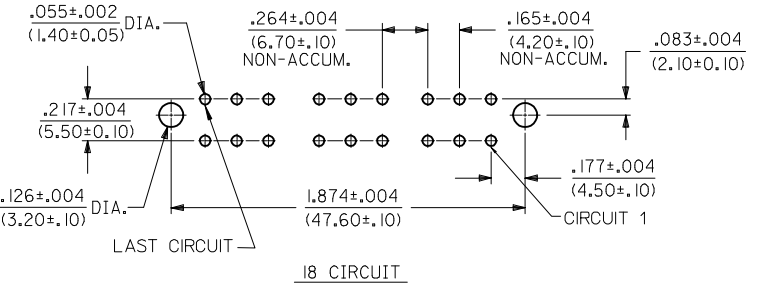 .055±.002
(1.40±0.05) DIA.
.264±.004
(6.70±.10)
NON-ACCUM.
.165±.004
(4.20±.10)
NON-ACCUM.
.083±.004
(2.10±0.10)
.217±.004
(5.50±0.10)
.126±.004
(3.20±.10) DIA.
1.874±.004
(47.60±.10)
.177±.004
(4.50±.10)
CIRCUIT 1
LAST CIRCUIT
18 CIRCUIT